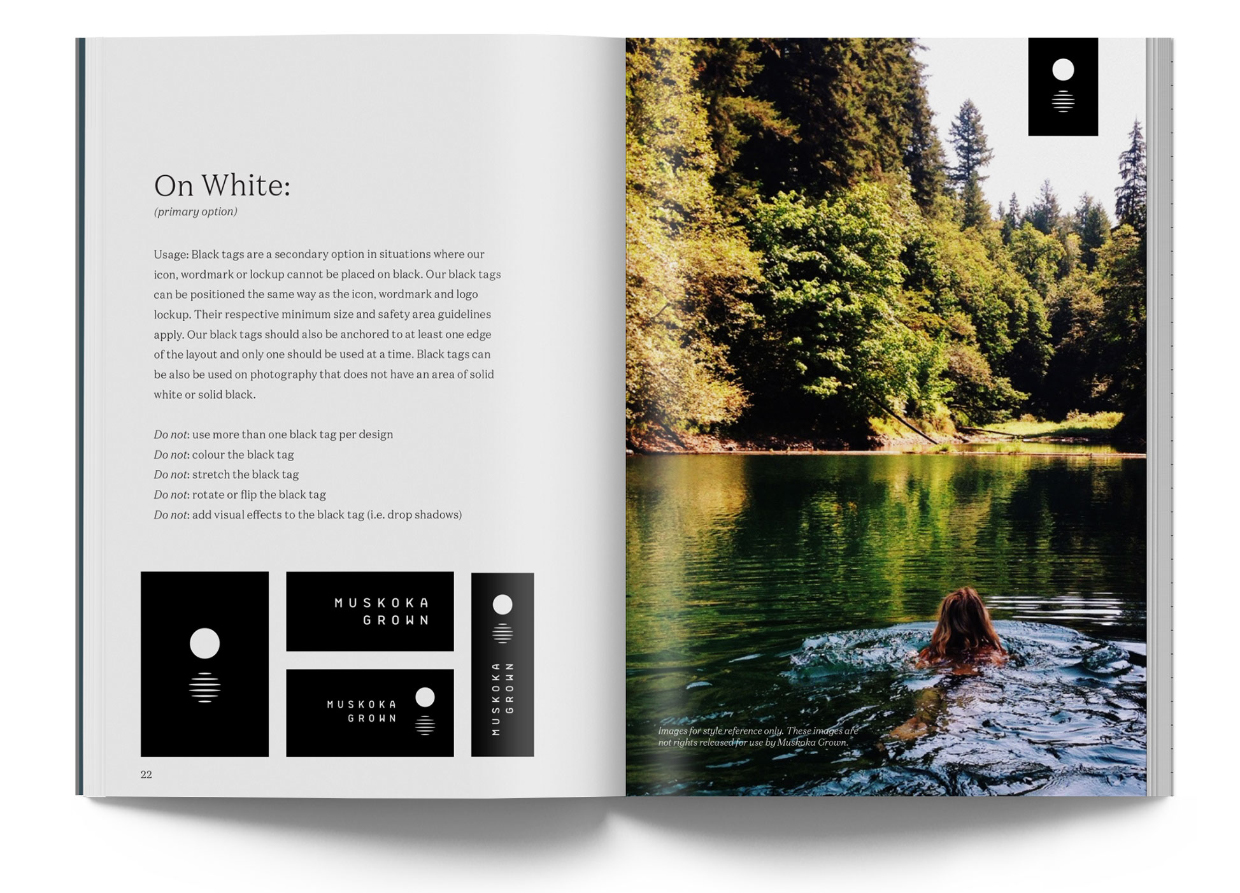 On White:
(primary option)
Usage: Black tags are a secondary option in situations where our
icon, wordmark or lockup cannot be placed on black. Our black tags
can be positioned the same way as the icon, wordmark and logo
lockup. Their respective minimum size and safety area guidelines
apply. Our black tags should also be anchored to at least one edge
of the layout and only one should be used at a time. Black tags can
be also be used on photography that does not have an area of solid
white or solid black.
Do not: use more than one black tag per design
Do not: colour the black tag
Do not: stretch the black tag
Do not: rotate or flip the black tag
Do not: add visual effects to the black tag (i.e. drop shadows)
MUSKOKA
GROWN
MUSKOKA
GROWN
MUSKOKA
GROWN
22
Images for style reference only. These images are
not rights released for use by Muskoka Grown.